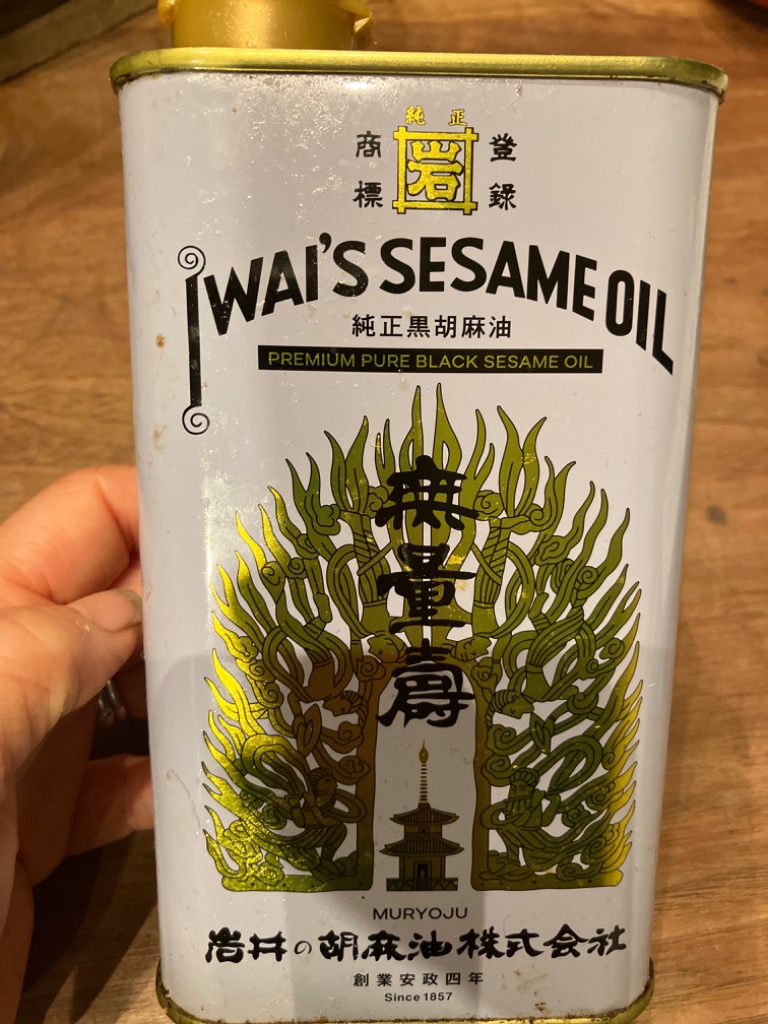 純正
商標 岩 登録
IWAI'S SESAME OIL
純正黒胡麻油
PREMIUM PURE BLACK SESAME OIL
無量壽
MURYOJU
岩井の胡麻油株式会社
創業安政四年
Since 1857